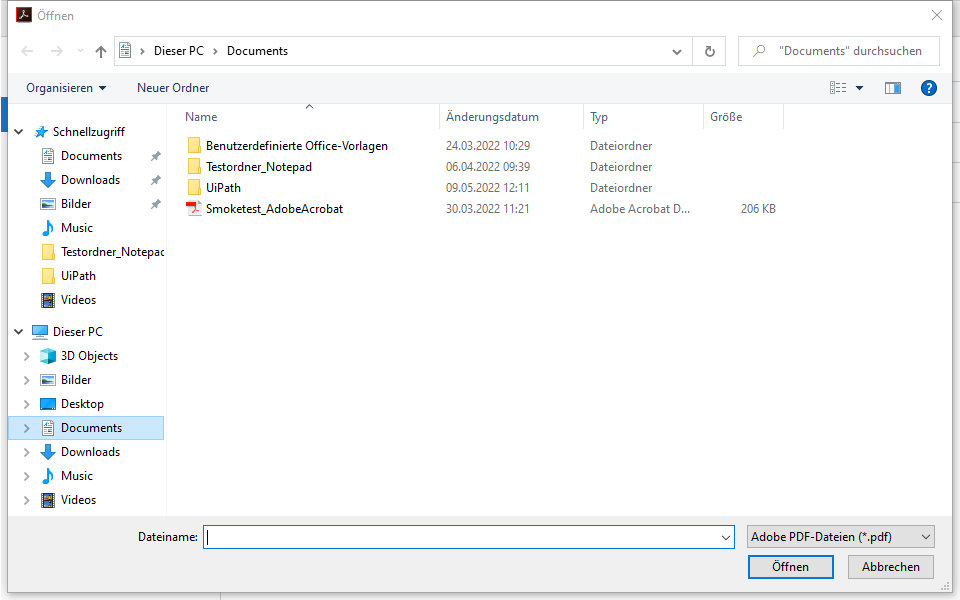 Öffnen
Dieser PC > Documents
"Documents" durchsuchen
Organisieren
Neuer Ordner
?
Name Änderungsdatum Typ Größe
Schnellzugriff
Documents
Downloads
Bilder
Music
Testordner_Notepad
UiPath
Videos
Dieser PC
3D Objects
Bilder
Desktop
Documents
Downloads
Music
Videos
Benutzerdefinierte Office-Vorlagen 24.03.2022 10:29 Dateiordner
Testordner_Notepad 06.04.2022 09:39 Dateiordner
UiPath 09.05.2022 12:11 Dateiordner
Smoketest_AdobeAcrobat 30.03.2022 11:21 Adobe Acrobat D... 206 KB
Dateiname:
Adobe PDF-Dateien (*.pdf)
Öffnen
Abbrechen